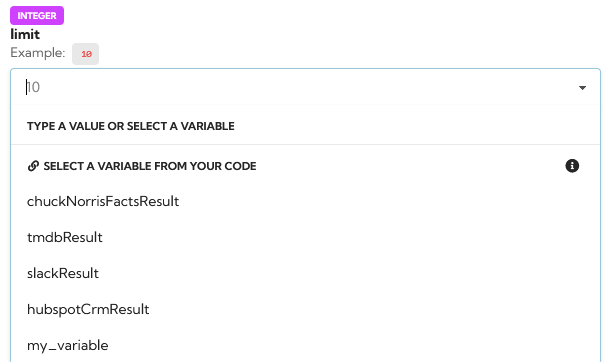 INTEGER
limit
Example: 10
10
TYPE A VALUE OR SELECT A VARIABLE
SELECT A VARIABLE FROM YOUR CODE
chuckNorrisFactsResult
tmdbResult
slackResult
hubspotCrmResult
my_variable